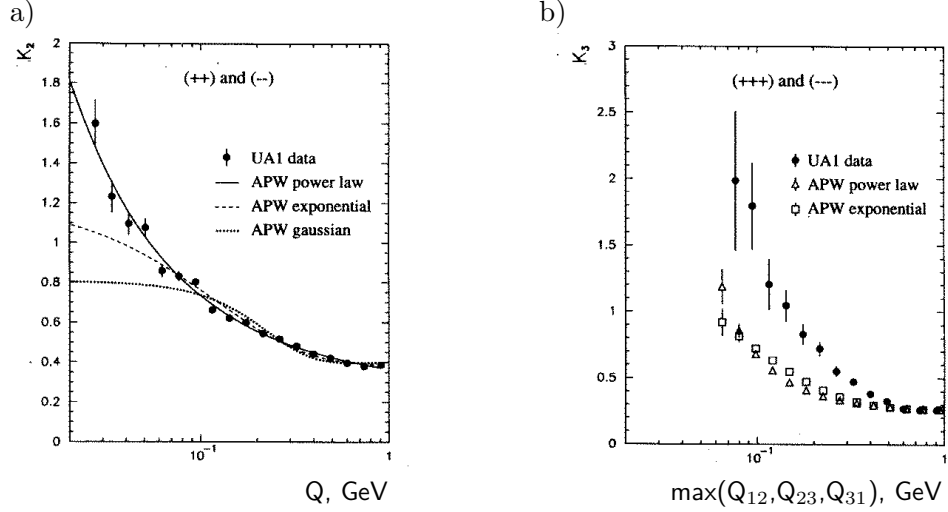 a)
K₂
2
1.8
1.6
1.4
1.2
1
0.8
0.6
0.4
0.2
0
(++) and (--)
UA1 data
APW power law
APW exponential
APW gaussian
10⁻¹
1
Q, GeV
b)
K₃
3
2.5
2
1.5
1
0.5
0
(+++) and (---)
UA1 data
APW power law
APW exponential
10⁻¹
1
max(Q₁₂,Q₂₃,Q₃₁), GeV